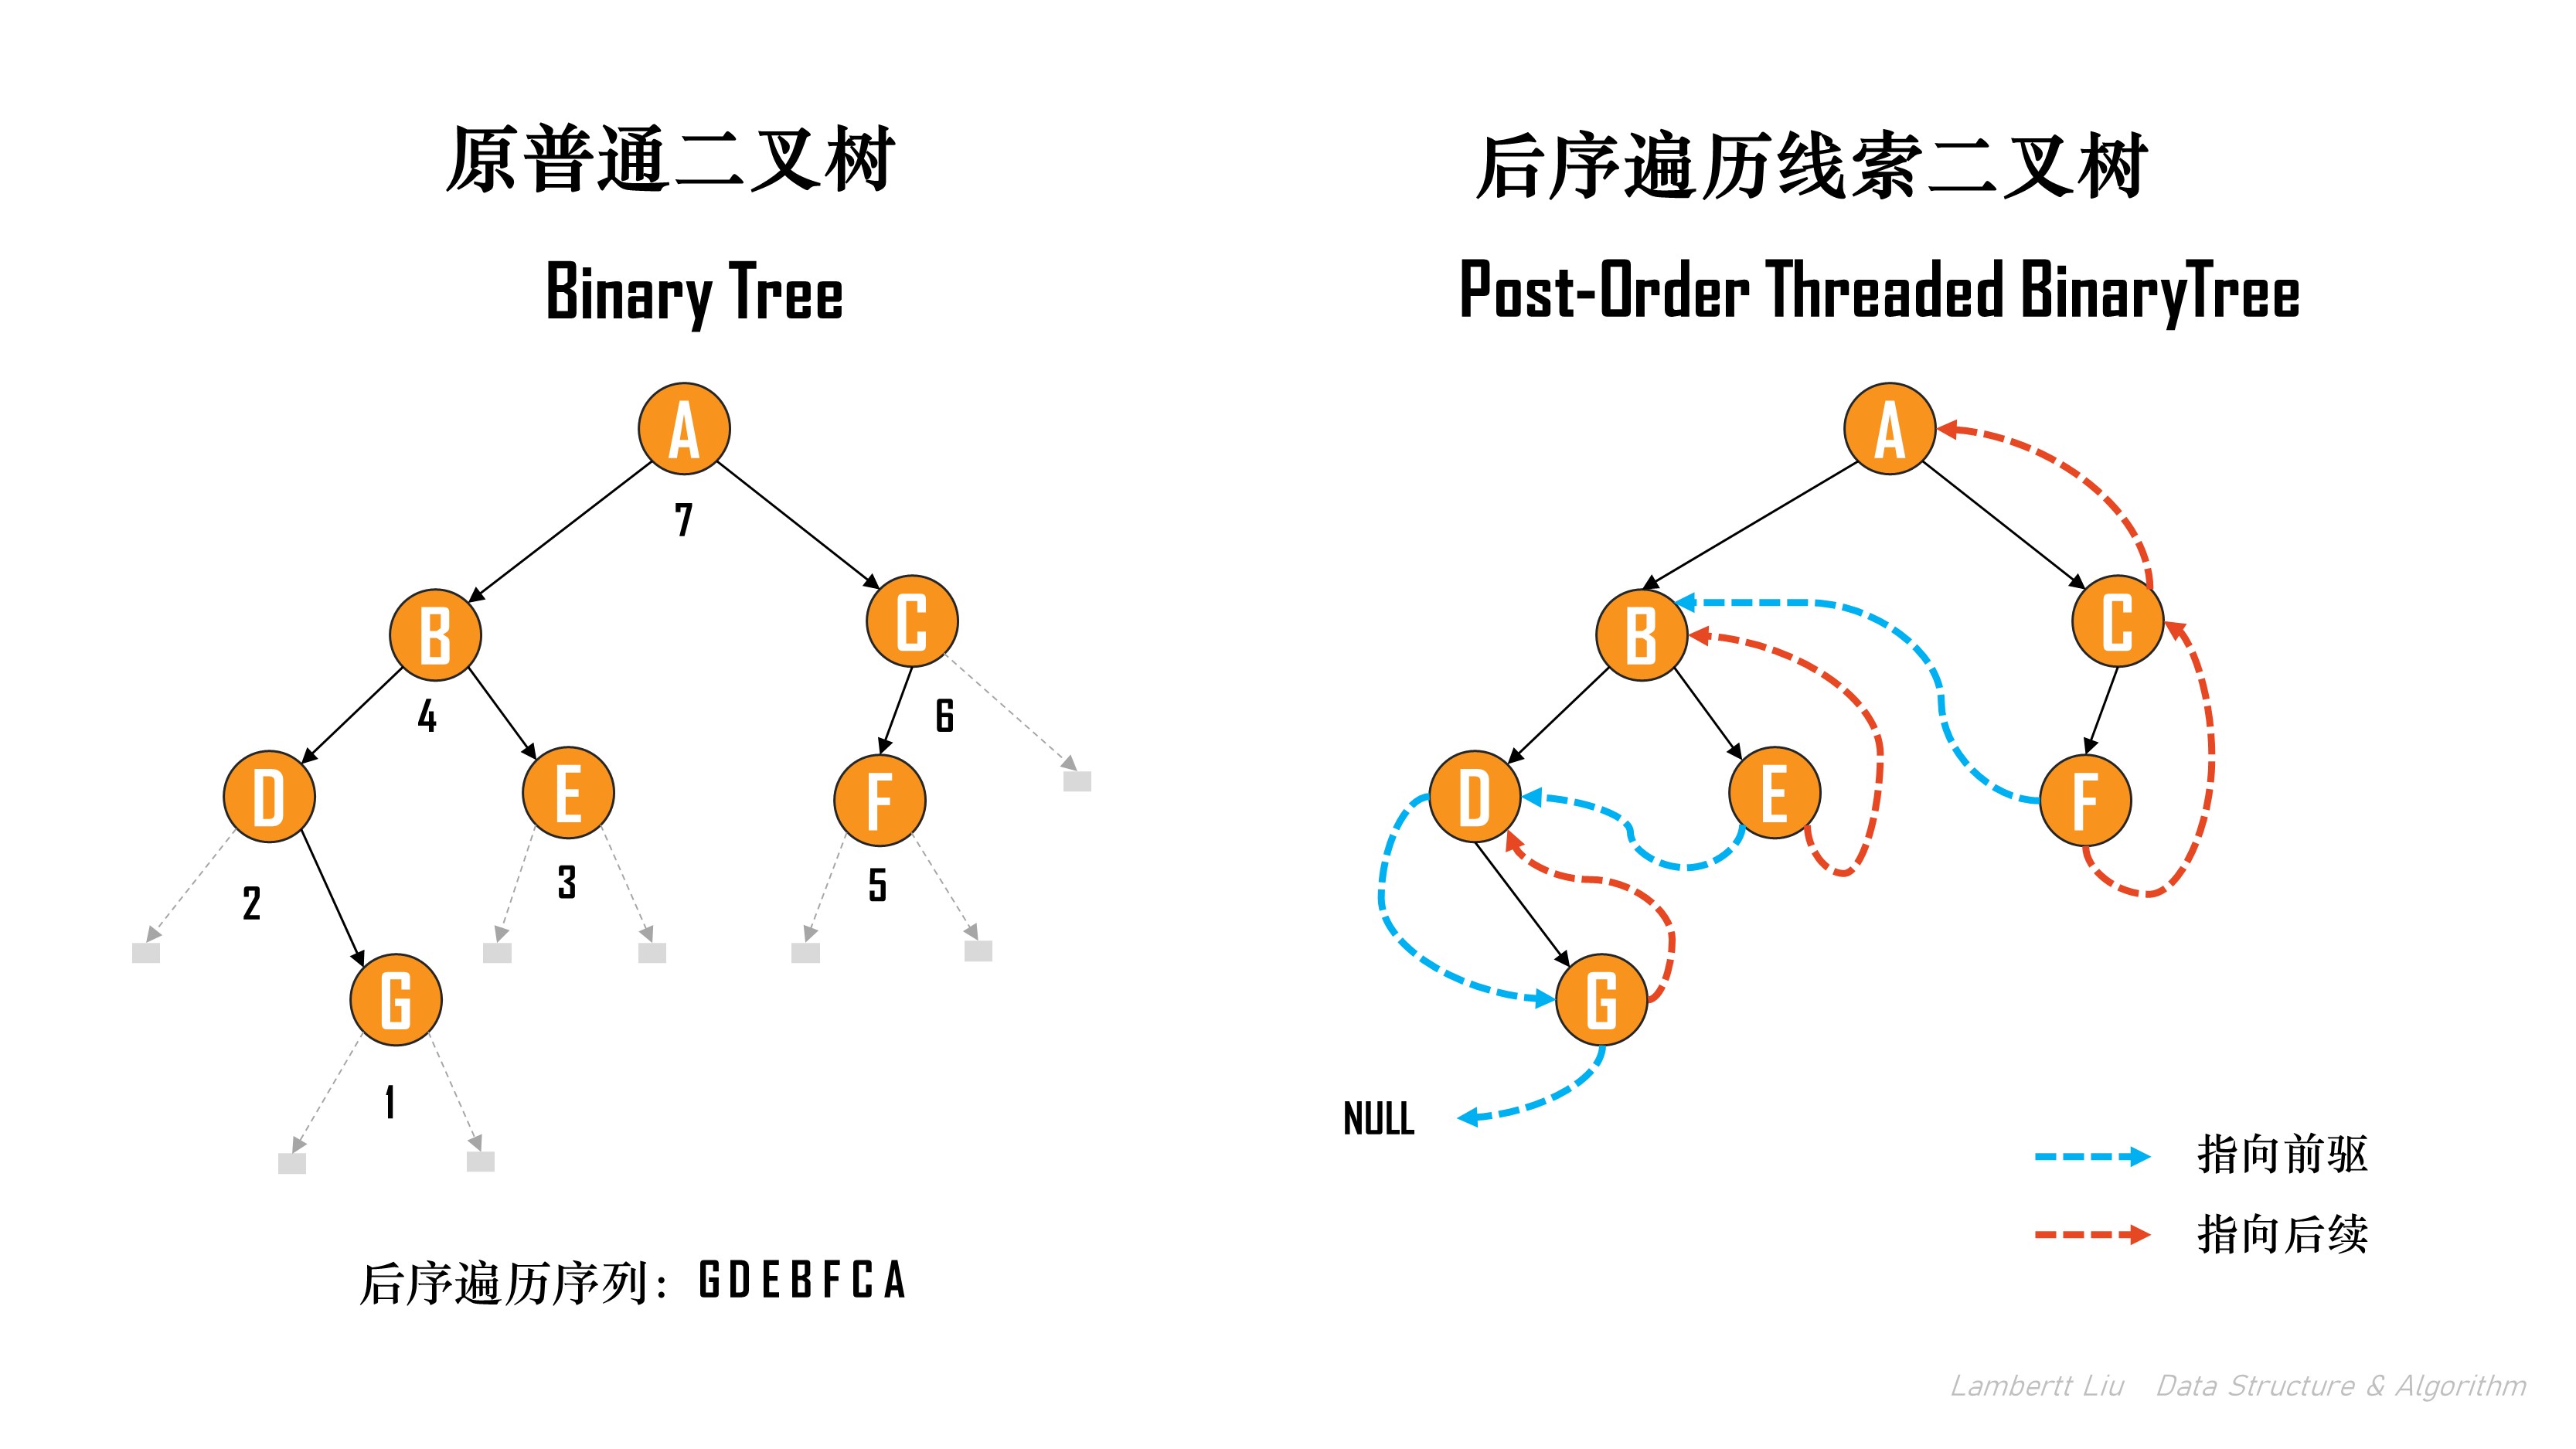 原普通二叉树
Binary Tree
A
7
B
C
4
6
D
E
F
2
3
5
G
1
后序遍历序列：G D E B F C A
后序遍历线索二叉树
Post-Order Threaded BinaryTree
A
B
C
D
E
F
G
NULL
指向前驱
指向后续
Lambertt Liu Data Structure & Algorithm